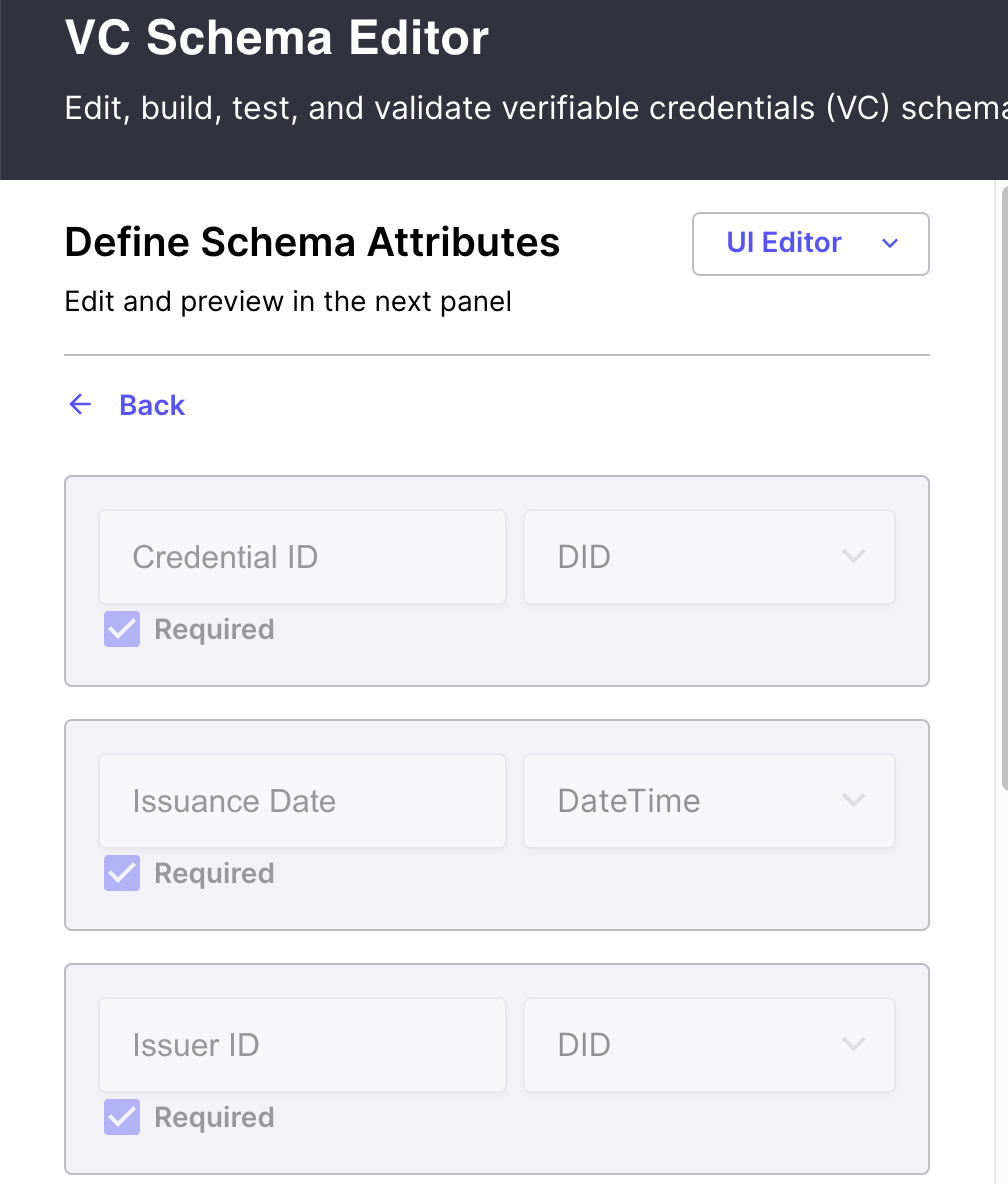 VC Schema Editor
Edit, build, test, and validate verifiable credentials (VC) schema
Define Schema Attributes
UI Editor
Edit and preview in the next panel
Back
Credential ID
DID
Required
Issuance Date
DateTime
Required
Issuer ID
DID
Required